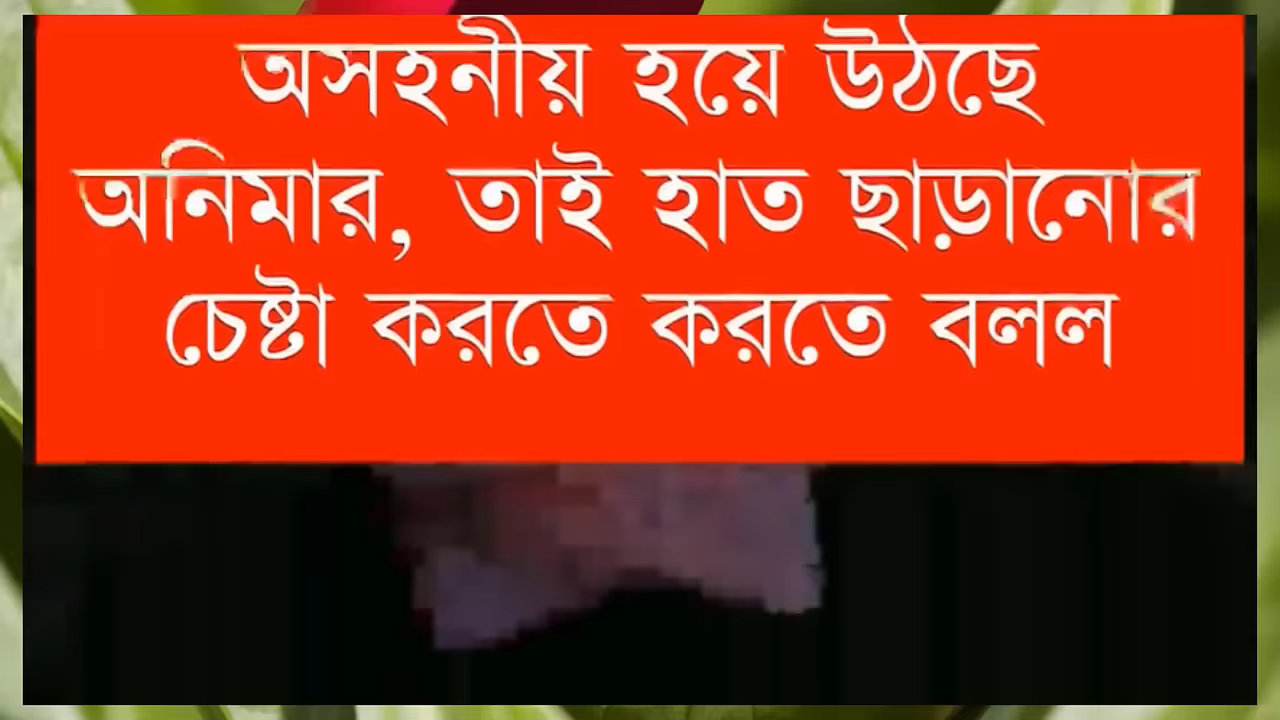 অসহনীয় হয়ে উঠছে
অনিমার, তাই হাত ছাড়ানোর
চেষ্টা করতে করতে বলল